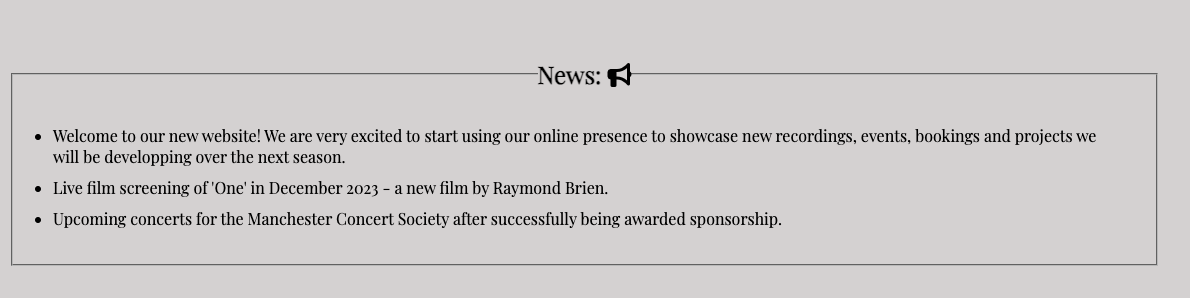 News:
Welcome to our new website! We are very excited to start using our online presence to showcase new recordings, events, bookings and projects we
will be developping over the next season.
Live film screening of 'One' in December 2023 - a new film by Raymond Brien.
Upcoming concerts for the Manchester Concert Society after successfully being awarded sponsorship.